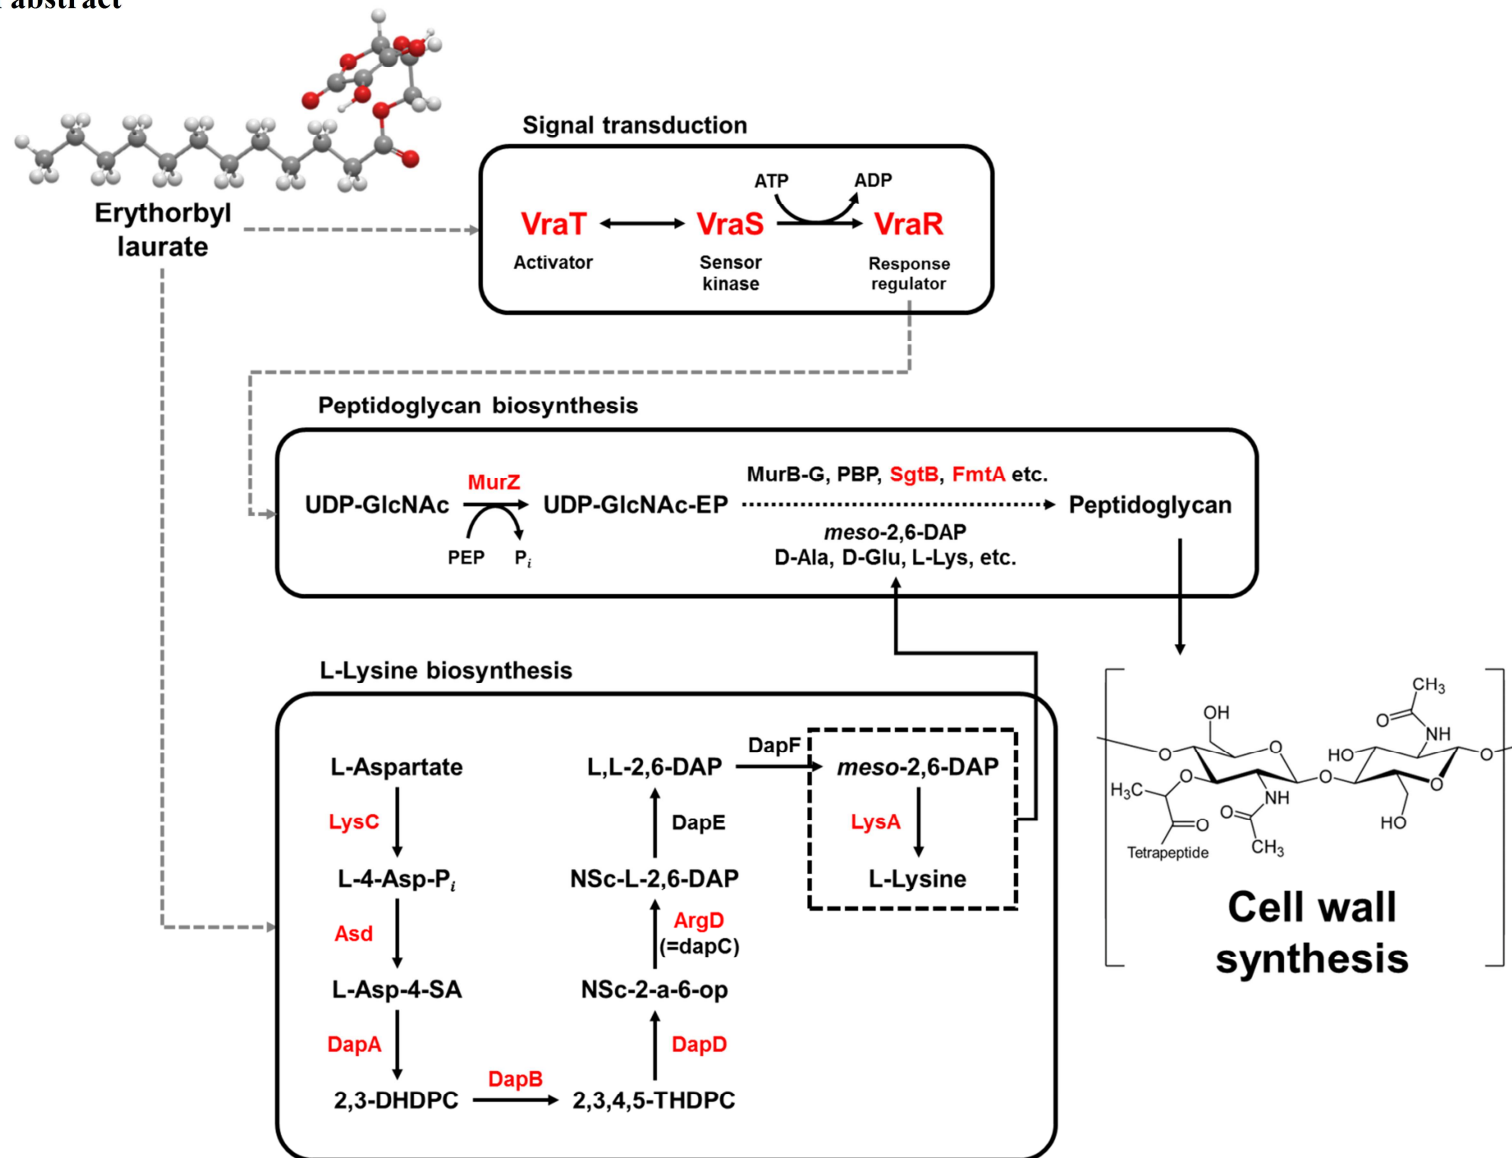 abstract
Erythorbyl
laurate
Signal transduction
ATP
ADP
VraT
VraS
VraR
Activator
Sensor
kinase
Response
regulator
Peptidoglycan biosynthesis
UDP-GlcNAc
MurZ
PEP
Pi
UDP-GlcNAc-EP
MurB-G, PBP, SgtB, FmtA etc.
meso-2,6-DAP
D-Ala, D-Glu, L-Lys, etc.
Peptidoglycan
L-Lysine biosynthesis
L-Aspartate
LysC
L-4-Asp-Pi
Asd
L-Asp-4-SA
DapA
2,3-DHDPC
DapB
2,3,4,5-THDPC
DapD
NSc-2-a-6-op
ArgD
(=dapC)
NSc-L-2,6-DAP
DapE
L,L-2,6-DAP
DapF
meso-2,6-DAP
LysA
L-Lysine
OH
O
O
O
H3C
O
Tetrapeptide
NH
O
CH3
O
HO
O
CH3
NH
O
HO
O
Cell wall
synthesis